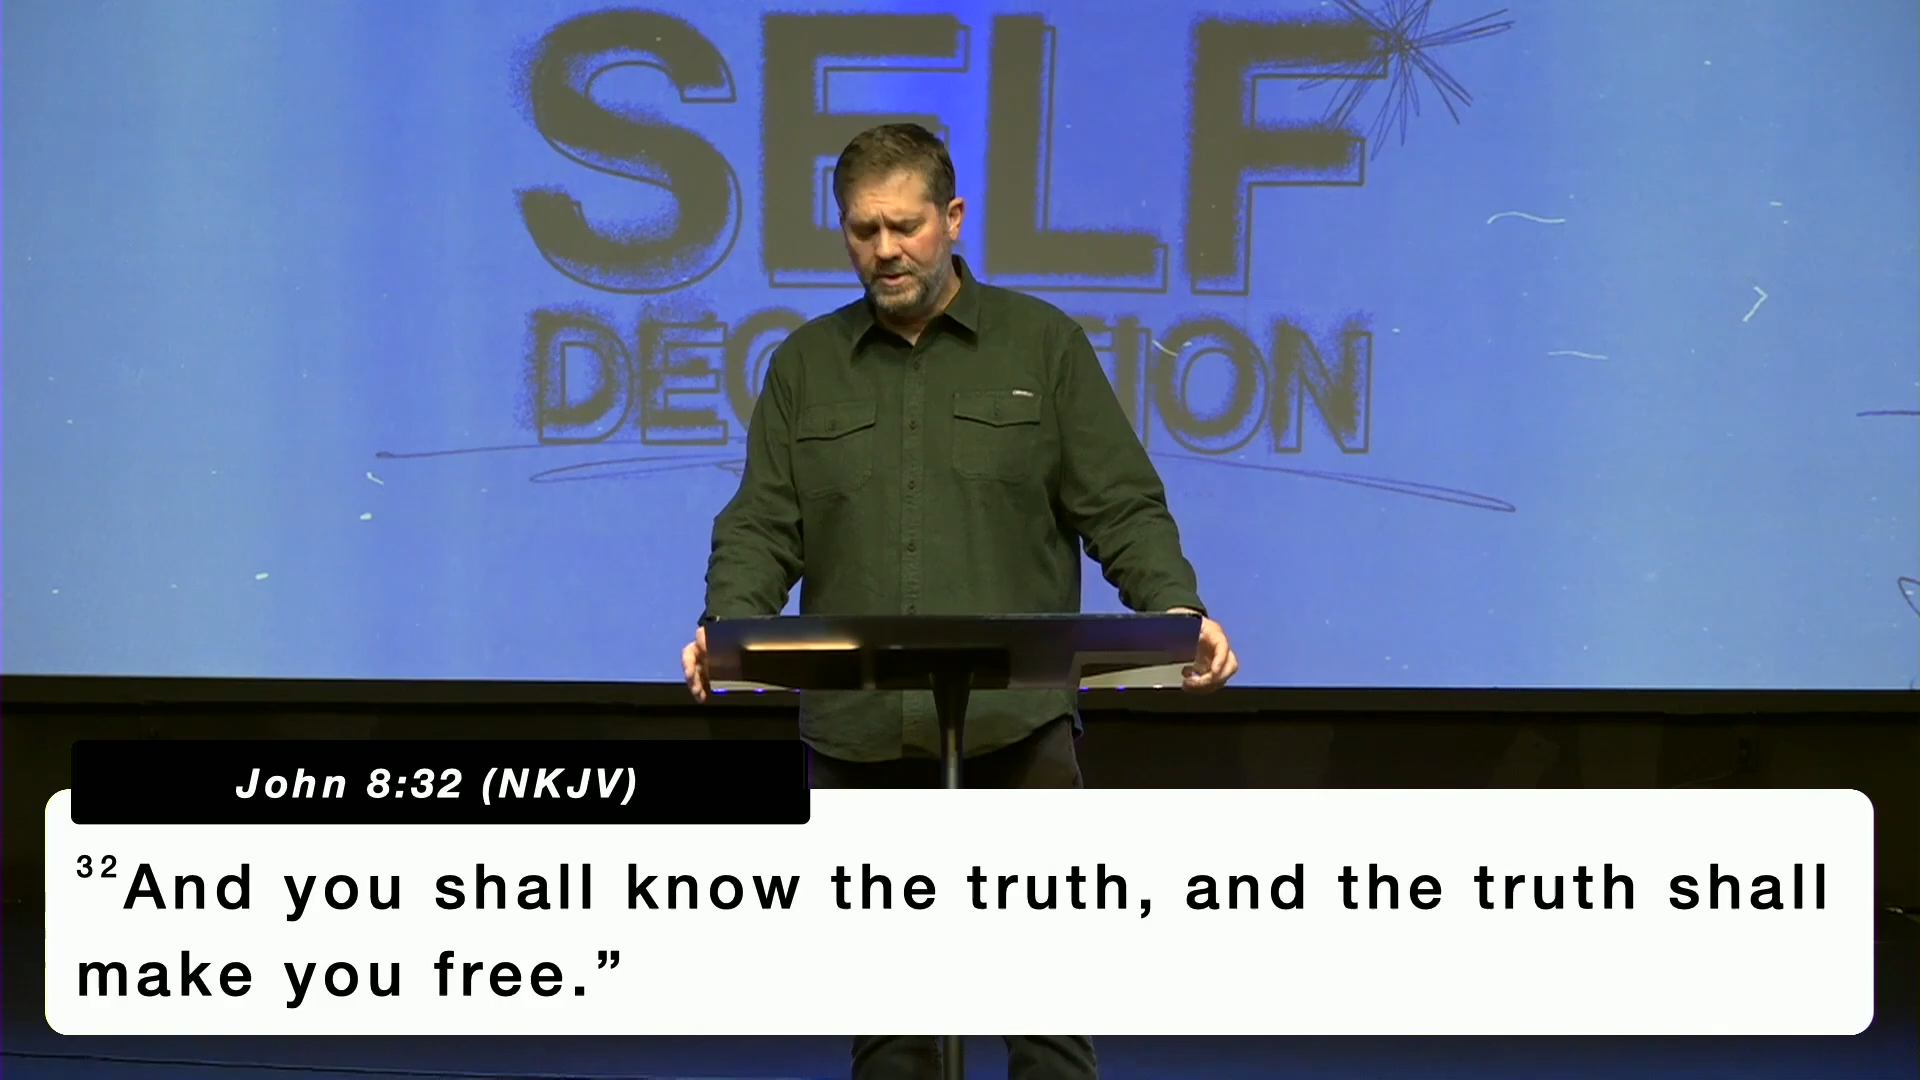 SELF
John 8:32 (NKJV)
³²And you shall know the truth, and the truth shall
make you free.”